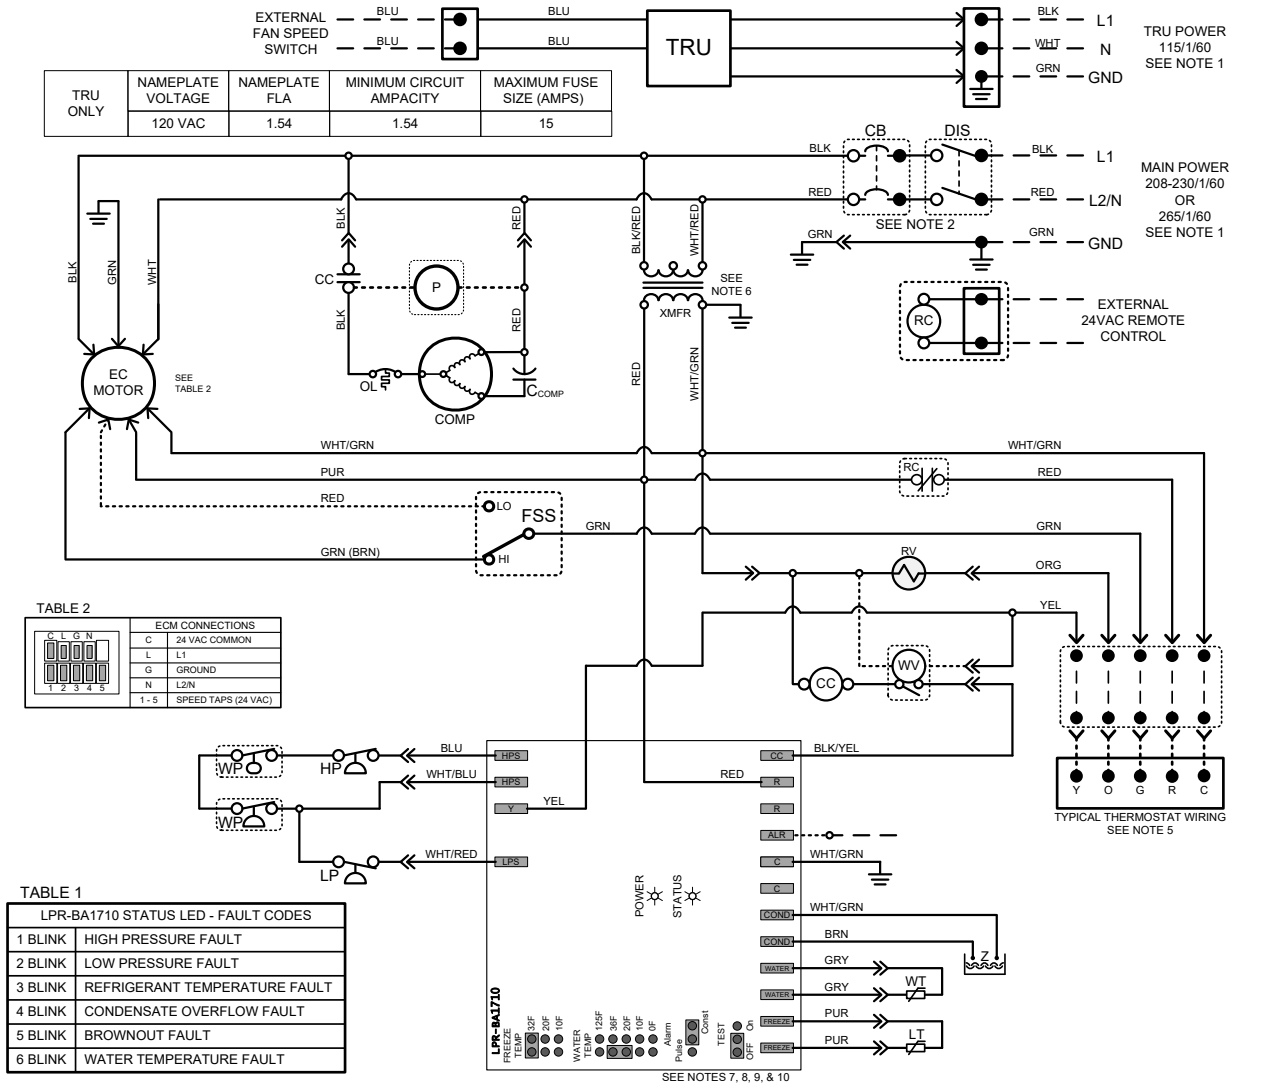 EXTERNAL
FAN SPEED
SWITCH
BLU
BLU
BLU
BLU
TRU
BLK
WHT
GRN
L1
N
GND
TRU POWER
115/1/60
SEE NOTE 1
TRU
ONLY
NAMEPLATE
VOLTAGE
NAMEPLATE
FLA
MINIMUM CIRCUIT
AMPACITY
MAXIMUM FUSE
SIZE (AMPS)
120 VAC
1.54
1.54
15
BLK
RED
CB
DIS
SEE NOTE 2
BLK
RED
GRN
GRN
L1
L2/N
GND
MAIN POWER
208-230/1/60
OR
265/1/60
SEE NOTE 1
BLK
GRN
WHT
BLK
RED
BLK/RED
WHT/RED
CC
P
BLK
RED
SEE
NOTE 6
XMFR
RC
EXTERNAL
24VAC REMOTE
CONTROL
EC
MOTOR
SEE
TABLE 2
OL
COMP
CCOMP
RED
WHT/GRN
WHT/GRN
WHT/GRN
PUR
RC
RED
RED
LO
FSS
HI
GRN
GRN
GRN (BRN)
RV
ORG
YEL
TABLE 2
C L G N
1 2 3 4 5
ECM CONNECTIONS
C 24 VAC COMMON
L L1
G GROUND
N L2/N
1 - 5 SPEED TAPS (24 VAC)
WV
CC
BLU
HPS
WP
HP
WHT/BLU
HPS
Y
YEL
WP
WHT/RED
LPS
LP
CC
BLK/YEL
RED
R
R
ALR
C
WHT/GRN
C
COND
WHT/GRN
COND
BRN
Z
WATER
GRY
WATER
GRY
WT
FREEZE
PUR
FREEZE
PUR
LT
Y O G R C
TYPICAL THERMOSTAT WIRING
SEE NOTE 5
POWER
STATUS
LPR-BA1710
FREEZE
TEMP
32F
20F
10F
WATER
TEMP
125F
36F
20F
10F
0F
Alarm
Pulse
Const
TEST
On
OFF
SEE NOTES 7, 8, 9, & 10
TABLE 1
LPR-BA1710 STATUS LED - FAULT CODES
1 BLINK HIGH PRESSURE FAULT
2 BLINK LOW PRESSURE FAULT
3 BLINK REFRIGERANT TEMPERATURE FAULT
4 BLINK CONDENSATE OVERFLOW FAULT
5 BLINK BROWNOUT FAULT
6 BLINK WATER TEMPERATURE FAULT